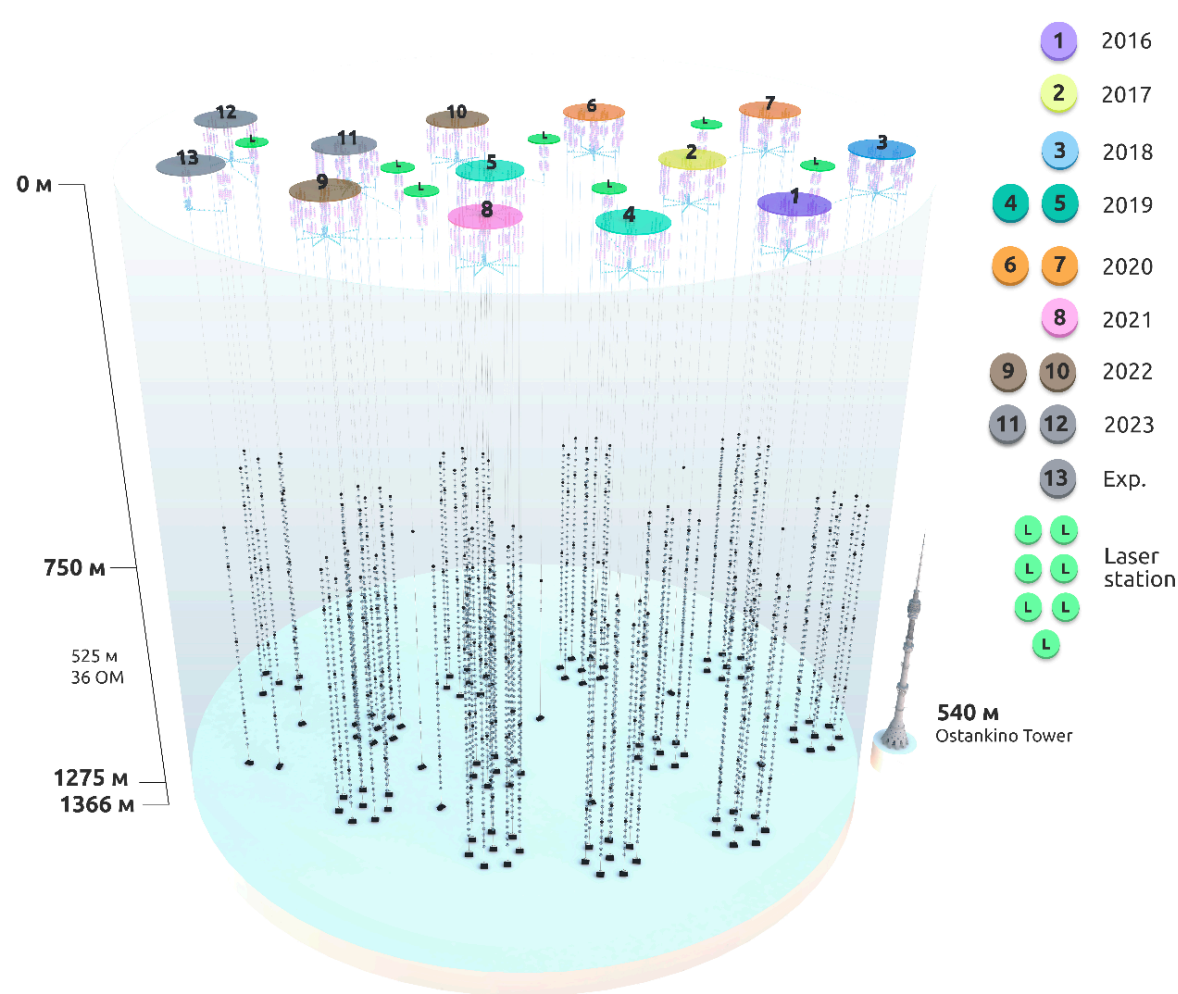 12
10
6
7
L
L
L
11
3
13
L
5
2
L
0 м
9
L
L
1
8
4
750 м
525 м
36 ОМ
1275 м
1366 м
1 2016
2 2017
3 2018
4 5 2019
6 7 2020
8 2021
9 10 2022
11 12 2023
13 Exp.
L L
L L
L L
L
Laser
station
540 м
Ostankino Tower